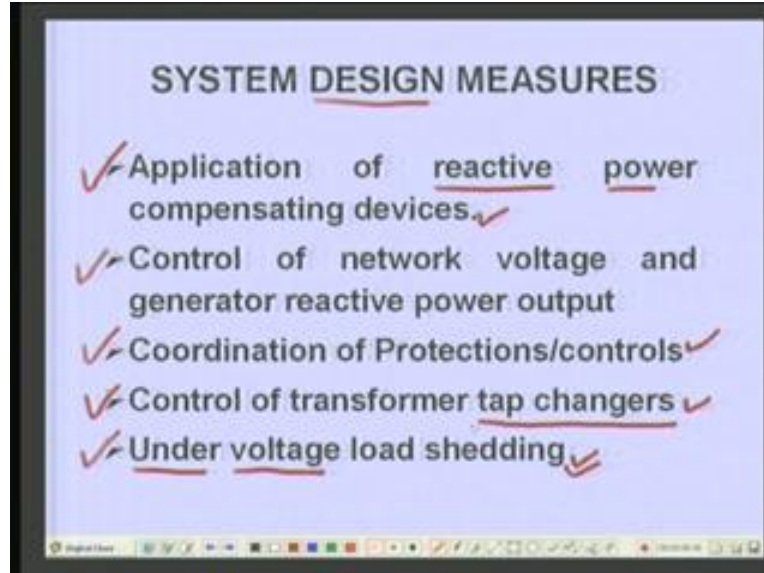 SYSTEM DESIGN MEASURES
Application of reactive power
compensating devices.
Control of network voltage and
generator reactive power output
Coordination of Protections/controls
Control of transformer tap changers
Under voltage load shedding